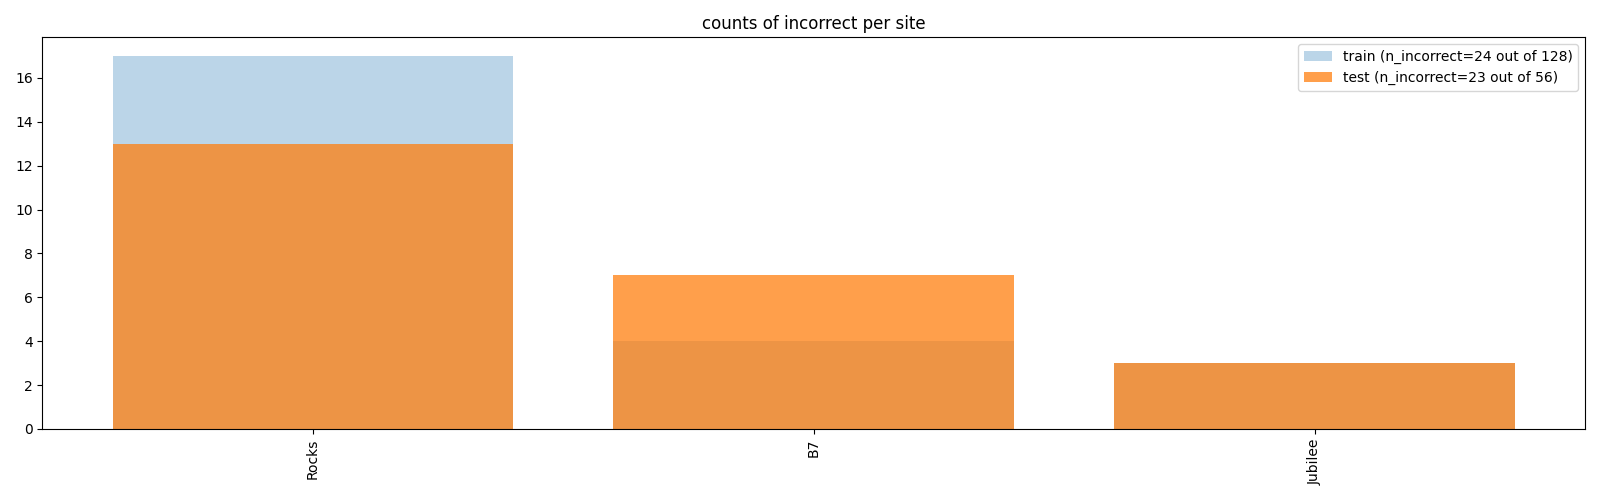 counts of incorrect per site
train (n_incorrect=24 out of 128)
test (n_incorrect=23 out of 56)
16
14
12
10
8
6
4
2
0
Rocks
B7
Jubilee